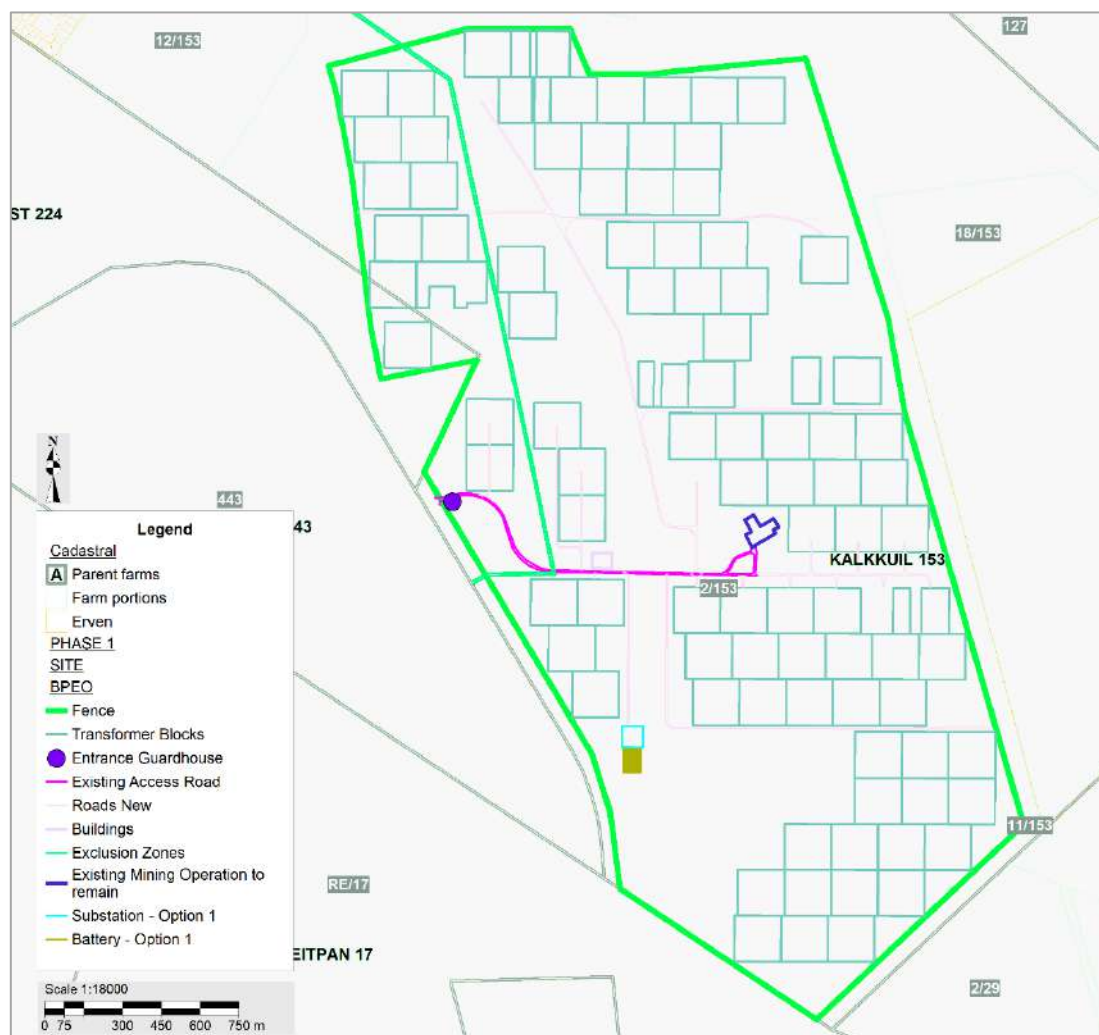 12/153
127
ST 224
18/153
N
443
43
KALKKUIL 153
2/153
Legend
Cadastral
A Parent farms
Farm portions
Erven
PHASE 1
SITE
BPEO
Fence
Transformer Blocks
Entrance Guardhouse
Existing Access Road
Roads New
Buildings
Exclusion Zones
Existing Mining Operation to
remain
Substation - Option 1
Battery - Option 1
11/153
RE/17
EITPAN 17
2/29
Scale 1:18000
0 75 300 450 600 750 m